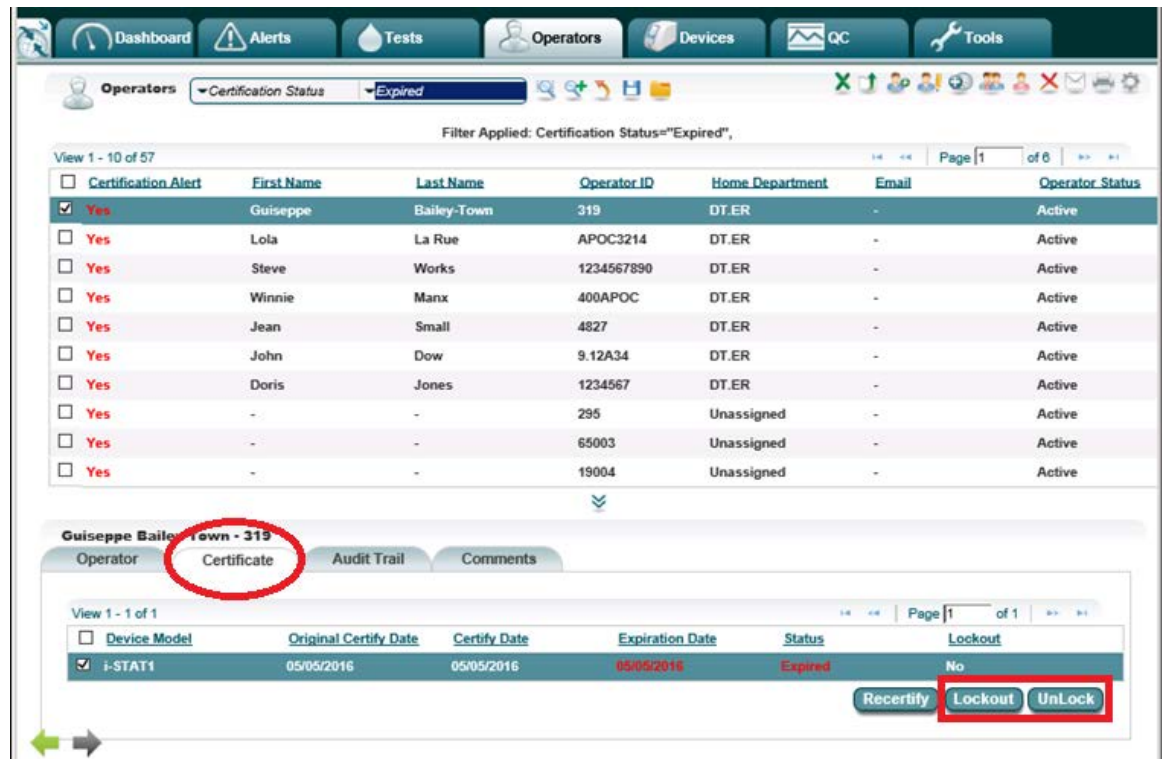 Dashboard Alerts Tests Operators Devices QC Tools
Operators Certification Status Expired
Filter Applied: Certification Status="Expired",
View 1 - 10 of 57 Page 1 of 6
Certification Alert First Name Last Name Operator ID Home Department Email Operator Status
Yes Guiseppe Bailey-Town 319 DT.ER - Active
Yes Lola La Rue APOC3214 DT.ER - Active
Yes Steve Works 1234567890 DT.ER - Active
Yes Winnie Manx 400APOC DT.ER - Active
Yes Jean Small 4827 DT.ER - Active
Yes John Dow 9.12A34 DT.ER - Active
Yes Doris Jones 1234567 DT.ER - Active
Yes - - 295 Unassigned - Active
Yes - - 65003 Unassigned - Active
Yes - - 19004 Unassigned - Active
Guiseppe Bailey-Town - 319
Operator Certificate Audit Trail Comments
View 1 - 1 of 1 Page 1 of 1
Device Model Original Certify Date Certify Date Expiration Date Status Lockout
i-STAT1 05/05/2016 05/05/2016 05/05/2016 Expired No
Recertify Lockout UnLock